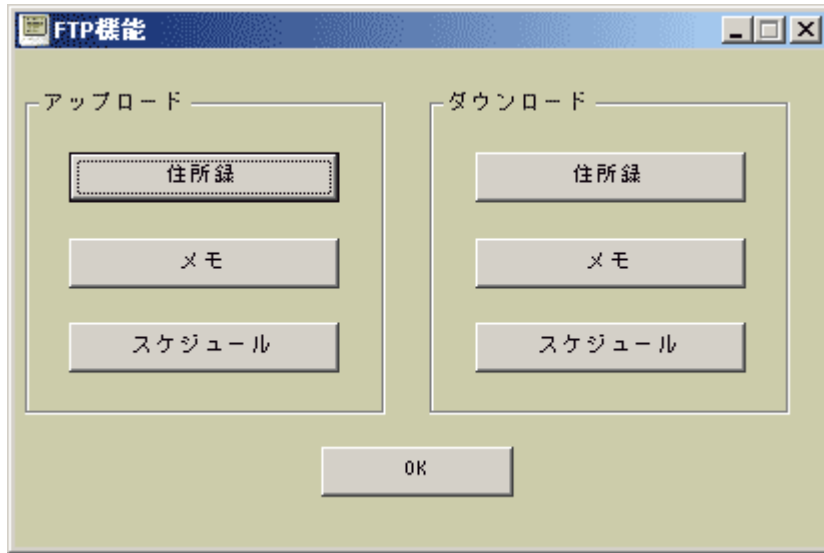 FTP機能
アップロード
住所録
メモ
スケジュール
ダウンロード
住所録
メモ
スケジュール
OK